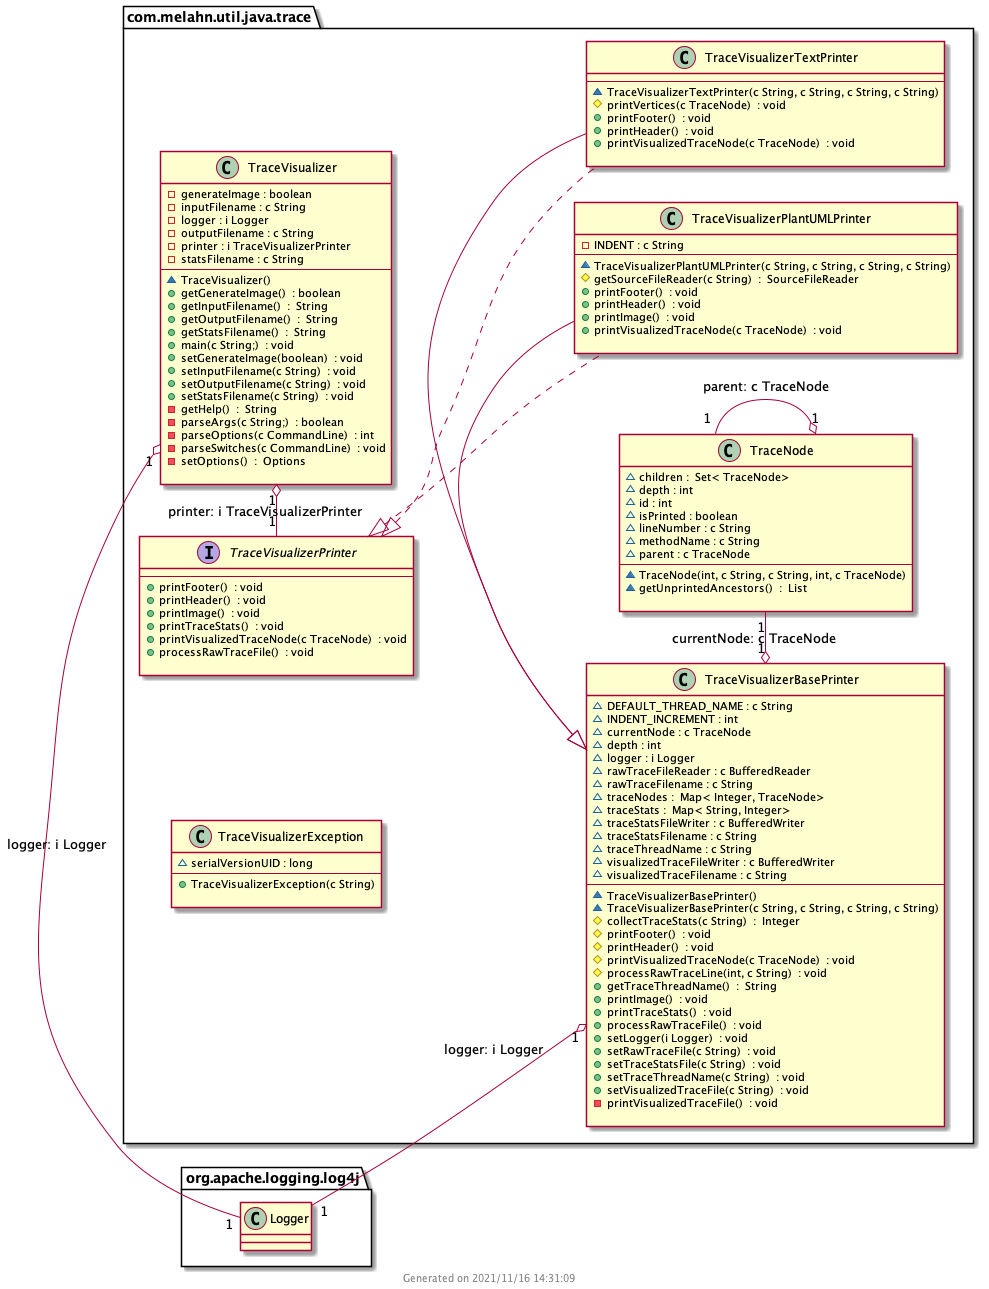 com.melahn.util.java.trace
TraceVisualizerTextPrinter
TraceVisualizerTextPrinter(c String, c String, c String, c String)
printVertices(c TraceNode) : void
printFooter() : void
printHeader() : void
printVisualizedTraceNode(c TraceNode) : void
TraceVisualizer
generateImage : boolean
inputFilename : c String
logger : i Logger
outputFilename : c String
printer : i TraceVisualizerPrinter
statsFilename : c String
TraceVisualizer()
getGenerateImage() : boolean
getInputFilename() : String
getOutputFilename() : String
getStatsFilename() : String
main(c String;) : void
setGenerateImage(boolean) : void
setInputFilename(c String) : void
setOutputFilename(c String) : void
setStatsFilename(c String) : void
getHelp() : String
parseArgs(c String;) : boolean
parseOptions(c CommandLine) : int
parseSwitches(c CommandLine) : void
setOptions() : Options
TraceVisualizerPlantUMLPrinter
INDENT : c String
TraceVisualizerPlantUMLPrinter(c String, c String, c String, c String)
getSourceFileReader(c String) : SourceFileReader
printFooter() : void
printHeader() : void
printImage() : void
printVisualizedTraceNode(c TraceNode) : void
parent: c TraceNode
1
1
TraceNode
children : Set< TraceNode>
depth : int
id : int
isPrinted : boolean
lineNumber : c String
methodName : c String
parent : c TraceNode
TraceNode(int, c String, c String, int, c TraceNode)
getUnprintedAncestors() : List
1
1
printer: i TraceVisualizerPrinter
1
TraceVisualizerPrinter
printFooter() : void
printHeader() : void
printImage() : void
printTraceStats() : void
printVisualizedTraceNode(c TraceNode) : void
processRawTraceFile() : void
1
currentNode: c TraceNode
1
TraceVisualizerBasePrinter
DEFAULT_THREAD_NAME : c String
INDENT_INCREMENT : int
currentNode : c TraceNode
depth : int
logger : i Logger
rawTraceFileReader : c BufferedReader
rawTraceFilename : c String
traceNodes : Map< Integer, TraceNode>
traceStats : Map< String, Integer>
traceStatsFileWriter : c BufferedWriter
traceStatsFilename : c String
traceThreadName : c String
visualizedTraceFileWriter : c BufferedWriter
visualizedTraceFilename : c String
TraceVisualizerBasePrinter()
TraceVisualizerBasePrinter(c String, c String, c String, c String)
collectTraceStats(c String) : Integer
printFooter() : void
printHeader() : void
printVisualizedTraceNode(c TraceNode) : void
processRawTraceLine(int, c String) : void
getTraceThreadName() : String
printImage() : void
printTraceStats() : void
processRawTraceFile() : void
setLogger(i Logger) : void
setRawTraceFile(c String) : void
setTraceStatsFile(c String) : void
setTraceThreadName(c String) : void
setVisualizedTraceFile(c String) : void
printVisualizedTraceFile() : void
TraceVisualizerException
serialVersionUID : long
TraceVisualizerException(c String)
logger: i Logger
1
logger: i Logger
org.apache.logging.log4j
Logger
1
1
Generated on 2021/11/16 14:31:09